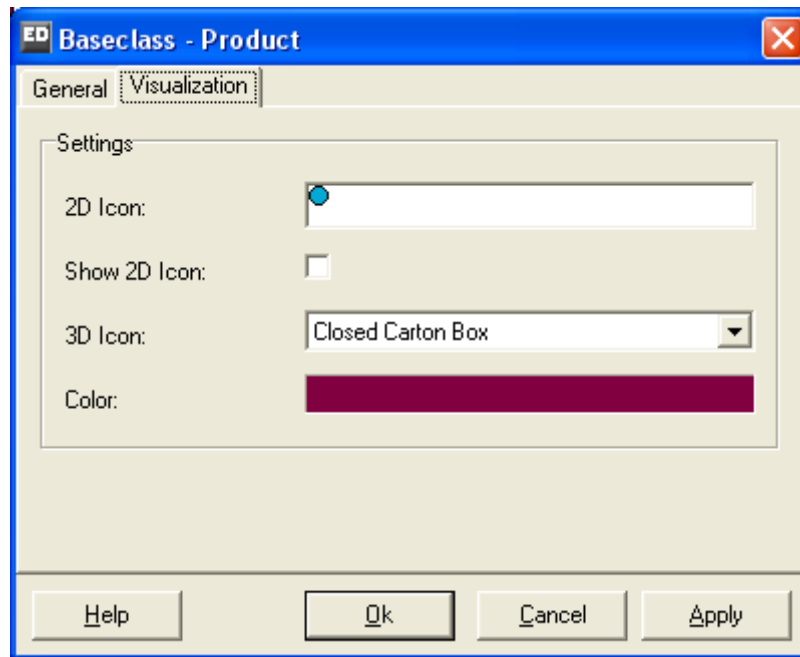 ED Baseclass - Product
General Visualization
Settings
2D Icon:
Show 2D Icon:
3D Icon: Closed Carton Box
Color:
Help Ok Cancel Apply